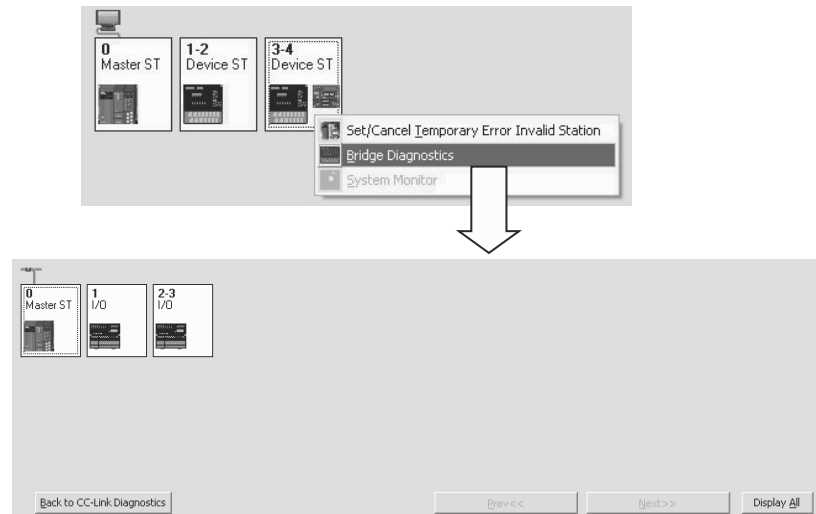 0
Master ST
1-2
Device ST
3-4
Device ST
Set/Cancel Temporary Error Invalid Station
Bridge Diagnostics
System Monitor
0
Master ST
1
I/O
2-3
I/O
Back to CC-Link Diagnostics
Prev<<
Next>>
Display All